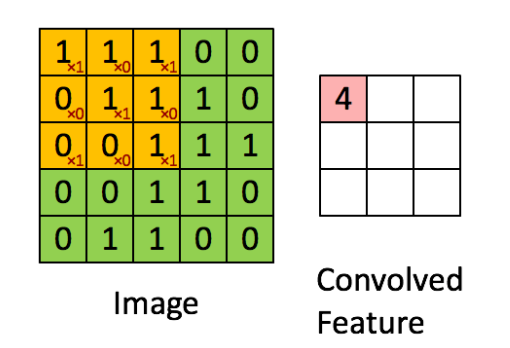 1×1 1×0 1×1 0 0
0×0 1×1 1×0 1 0
0×1 0×0 1×1 1 1
0 0 1 1 0
0 1 1 0 0
Image
4
Convolved
Feature